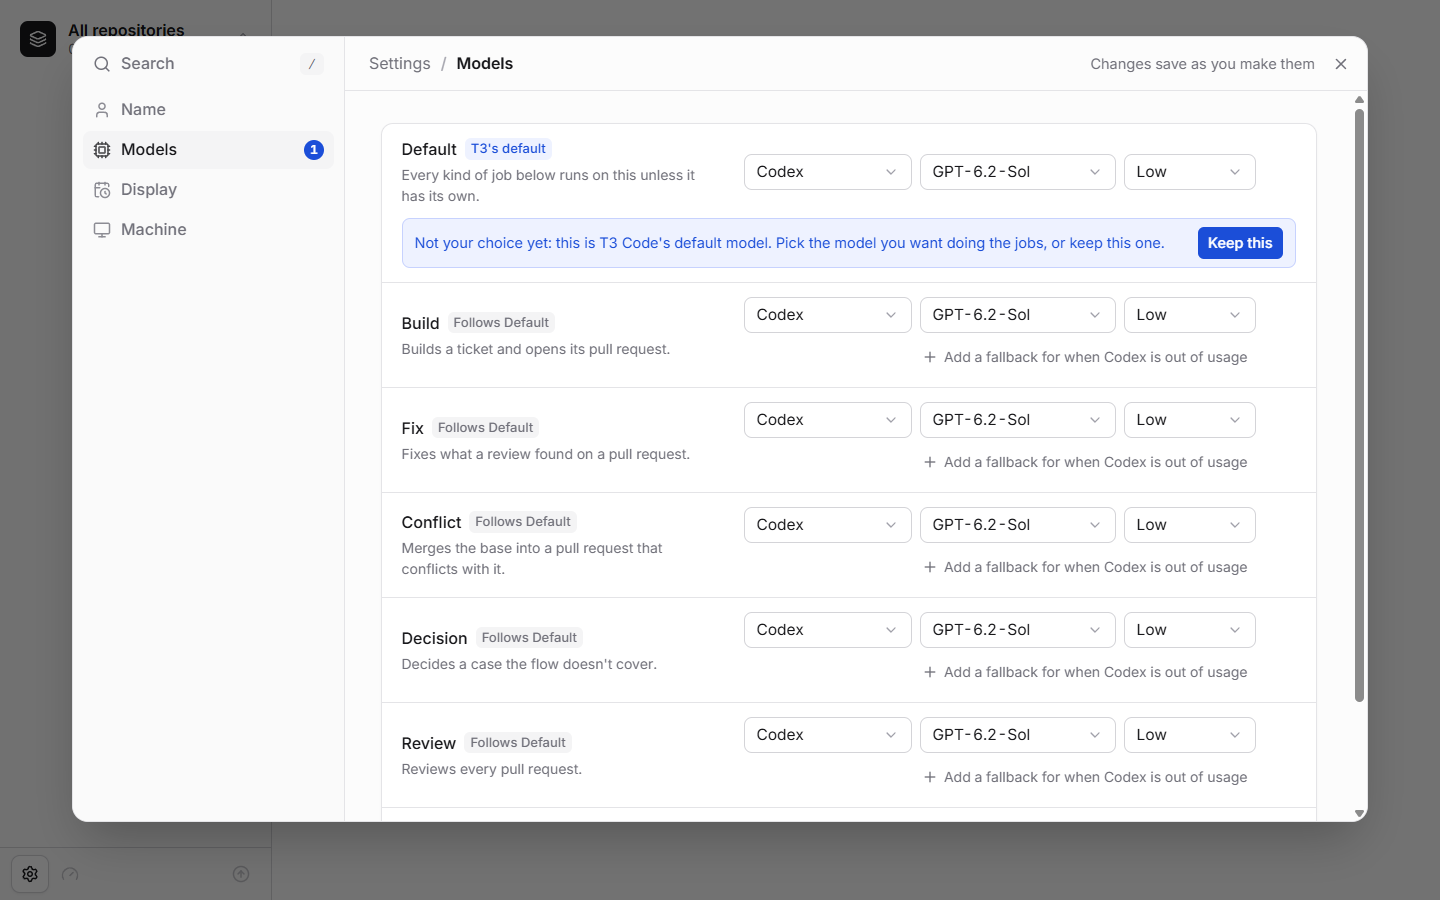 All repositories
Search
/
Name
Models
1
Display
Machine
Settings / Models
Changes save as you make them
Default T3's default
Every kind of job below runs on this unless it
has its own.
Codex
GPT-6.2-Sol
Low
Not your choice yet: this is T3 Code's default model. Pick the model you want doing the jobs, or keep this one.
Keep this
Build Follows Default
Builds a ticket and opens its pull request.
Codex
GPT-6.2-Sol
Low
Add a fallback for when Codex is out of usage
Fix Follows Default
Fixes what a review found on a pull request.
Codex
GPT-6.2-Sol
Low
Add a fallback for when Codex is out of usage
Conflict Follows Default
Merges the base into a pull request that
conflicts with it.
Codex
GPT-6.2-Sol
Low
Add a fallback for when Codex is out of usage
Decision Follows Default
Decides a case the flow doesn't cover.
Codex
GPT-6.2-Sol
Low
Add a fallback for when Codex is out of usage
Review Follows Default
Reviews every pull request.
Codex
GPT-6.2-Sol
Low
Add a fallback for when Codex is out of usage